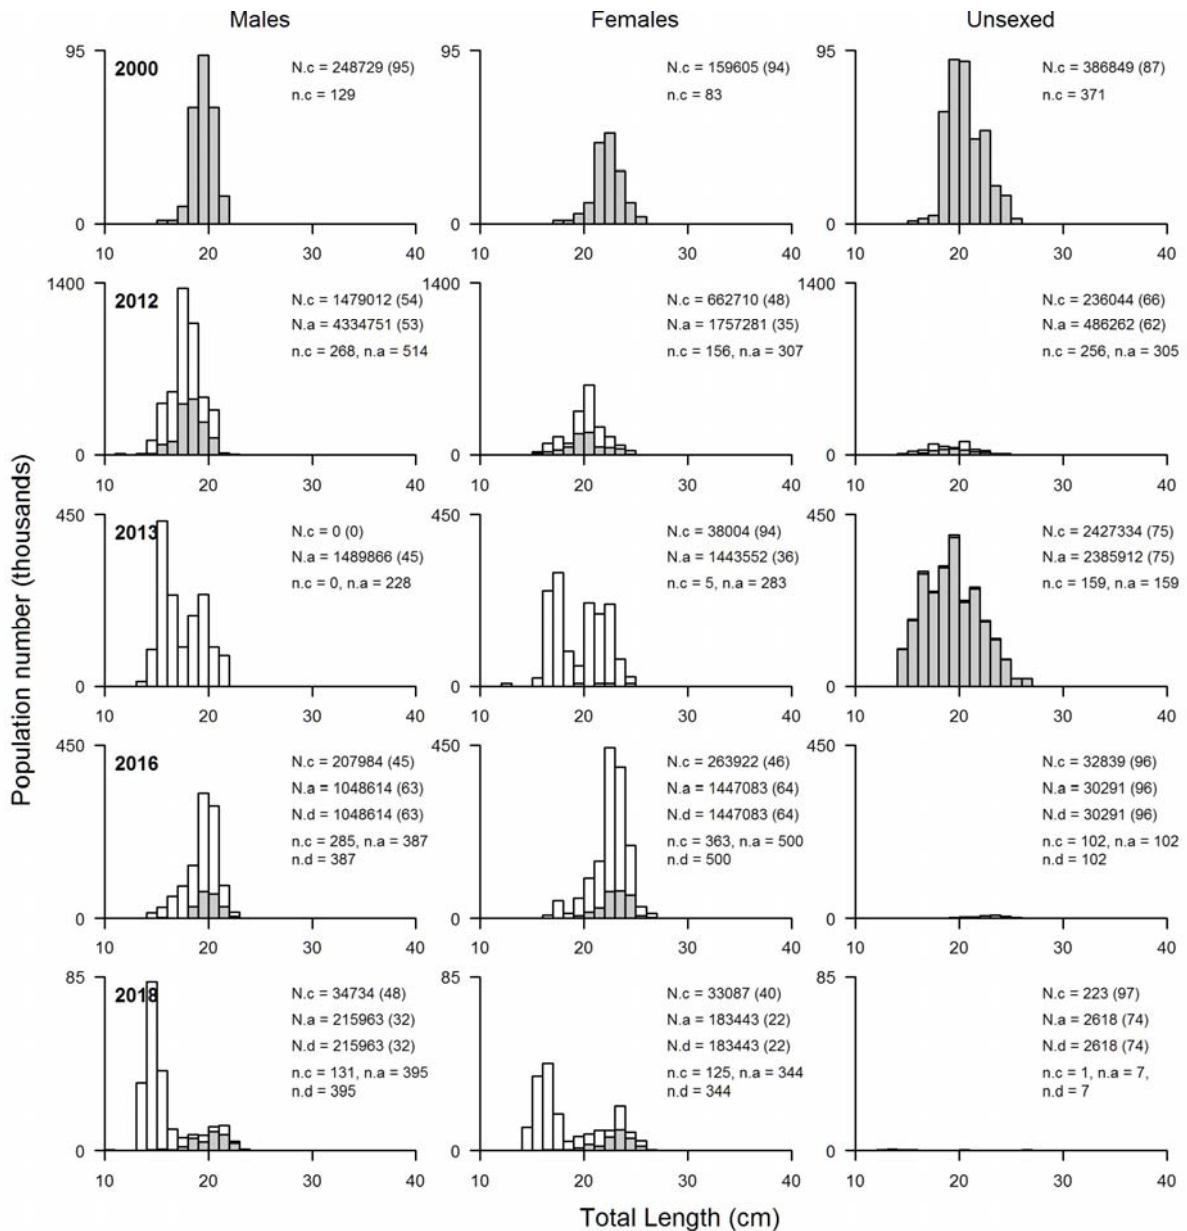 Males Females Unsexed
95 2000 N.c = 248729 (95)
n.c = 129
0
10 20 30 40
95 N.c = 159605 (94)
n.c = 83
0
10 20 30 40
95 N.c = 386849 (87)
n.c = 371
0
10 20 30 40
1400 2012 N.c = 1479012 (54)
N.a = 4334751 (53)
n.c = 268, n.a = 514
0
10 20 30 40
1400 N.c = 662710 (48)
N.a = 1757281 (35)
n.c = 156, n.a = 307
0
10 20 30 40
1400 N.c = 236044 (66)
N.a = 486262 (62)
n.c = 256, n.a = 305
0
10 20 30 40
450 2013 N.c = 0 (0)
N.a = 1489866 (45)
n.c = 0, n.a = 228
0
10 20 30 40
450 N.c = 38004 (94)
N.a = 1443552 (36)
n.c = 5, n.a = 283
0
10 20 30 40
450 N.c = 2427334 (75)
N.a = 2385912 (75)
n.c = 159, n.a = 159
0
10 20 30 40
450 2016 N.c = 207984 (45)
N.a = 1048614 (63)
N.d = 1048614 (63)
n.c = 285, n.a = 387
n.d = 387
0
10 20 30 40
450 N.c = 263922 (46)
N.a = 1447083 (64)
N.d = 1447083 (64)
n.c = 363, n.a = 500
n.d = 500
0
10 20 30 40
450 N.c = 32839 (96)
N.a = 30291 (96)
N.d = 30291 (96)
n.c = 102, n.a = 102
n.d = 102
0
10 20 30 40
85 2018 N.c = 34734 (48)
N.a = 215963 (32)
N.d = 215963 (32)
n.c = 131, n.a = 395
n.d = 395
0
10 20 30 40
85 N.c = 33087 (40)
N.a = 183443 (22)
N.d = 183443 (22)
n.c = 125, n.a = 344
n.d = 344
0
10 20 30 40
85 N.c = 223 (97)
N.a = 2618 (74)
N.d = 2618 (74)
n.c = 1, n.a = 7,
n.d = 7
0
10 20 30 40
Population number (thousands)
Total Length (cm)